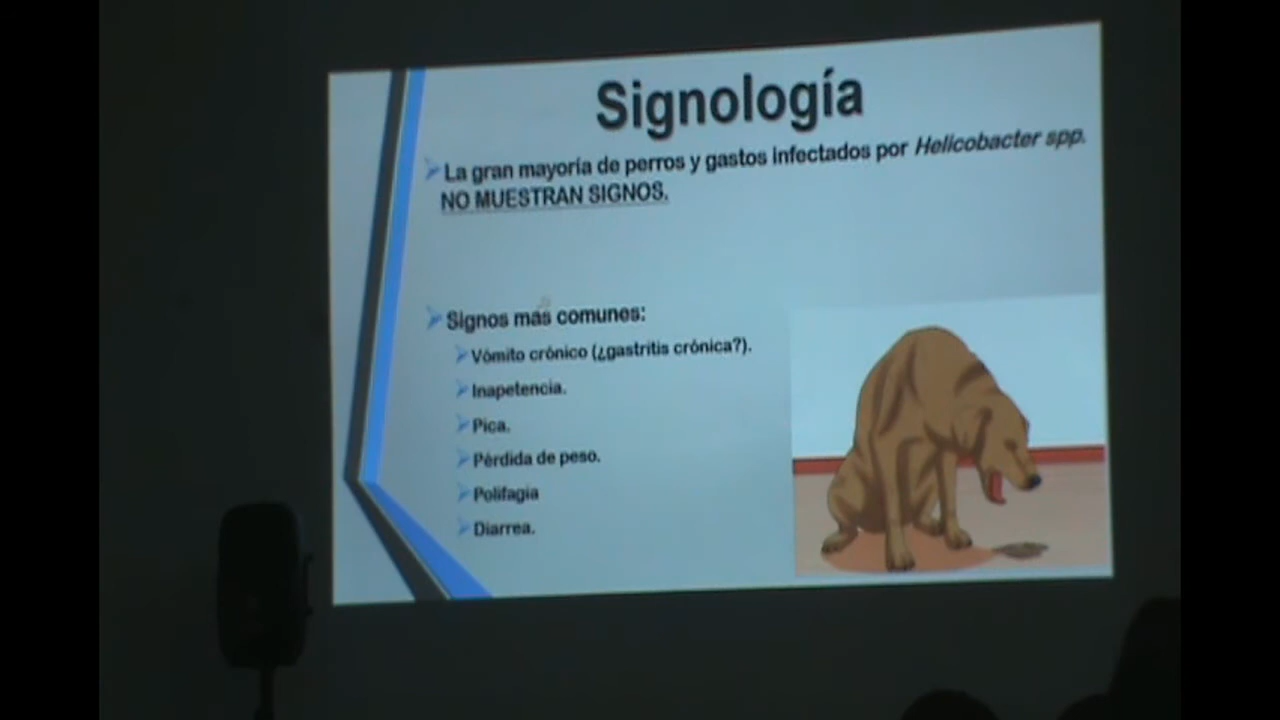 Signología
La gran mayoría de perros y gastos infectados por Helicobacter spp.
NO MUESTRAN SIGNOS.
Signos más comunes:
Vómito crónico (¿gastritis crónica?).
Inapetencia.
Pica.
Pérdida de peso.
Polifagia
Diarrea.